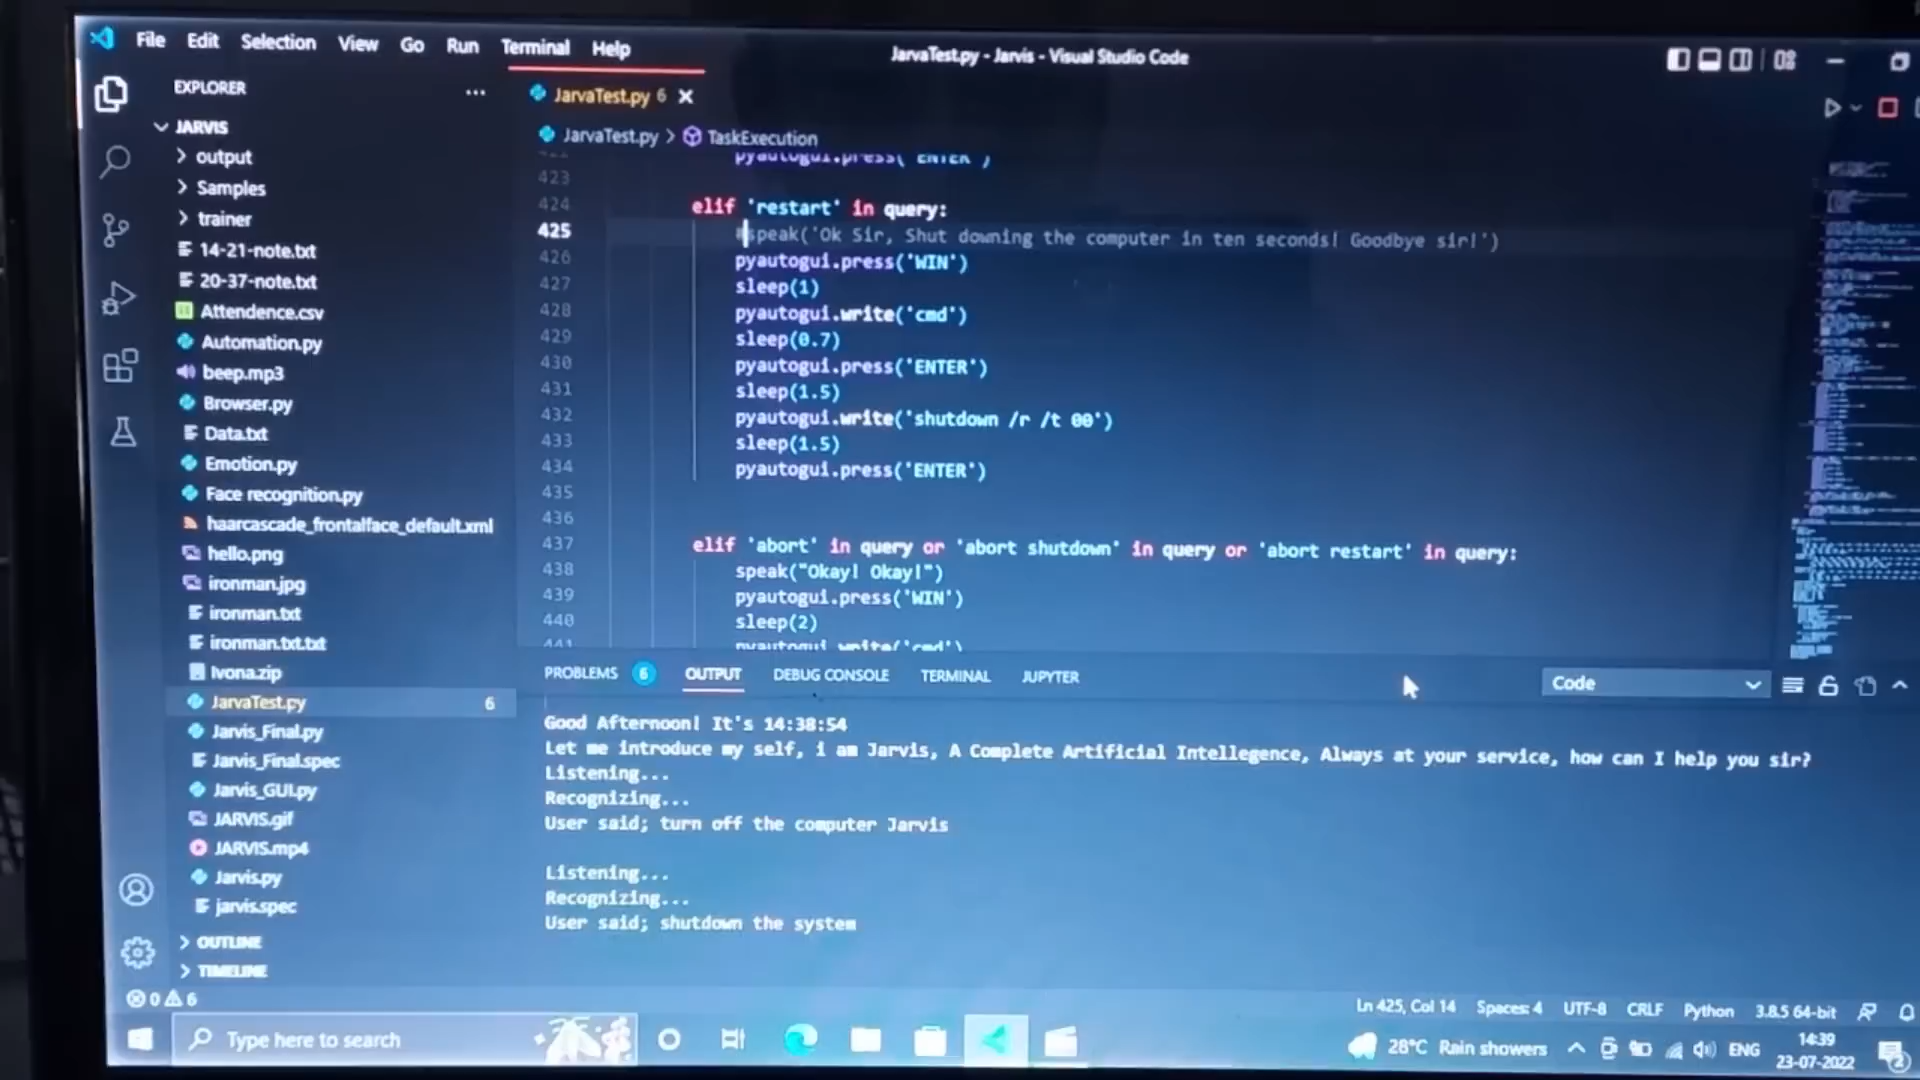 File Edit Selection View Go Run Terminal Help
JarvaTest.py - Jarvis - Visual Studio Code
EXPLORER
JARVIS
output
Samples
trainer
14-21-note.txt
20-37-note.txt
Attendence.csv
Automation.py
beep.mp3
Browser.py
Data.txt
Emotion.py
Face recognition.py
haarcascade_frontalface_default.xml
hello.png
ironman.jpg
ironman.txt
ironman.txt.txt
Ivona.zip
JarvaTest.py 6
Jarvis_Final.py
Jarvis_Final.spec
Jarvis_GUI.py
JARVIS.gif
JARVIS.mp4
Jarvis.py
jarvis.spec
OUTLINE
TIMELINE
JarvaTest.py 6
JarvaTest.py > TaskExecution
pyautogui.press('ENTER')
423
424 elif 'restart' in query:
425 #speak('Ok Sir, Shut downing the computer in ten seconds! Goodbye sir!')
426 pyautogui.press('WIN')
427 sleep(1)
428 pyautogui.write('cmd')
429 sleep(0.7)
430 pyautogui.press('ENTER')
431 sleep(1.5)
432 pyautogui.write('shutdown /r /t 00')
433 sleep(1.5)
434 pyautogui.press('ENTER')
435
436
437 elif 'abort' in query or 'abort shutdown' in query or 'abort restart' in query:
438 speak("Okay! Okay!")
439 pyautogui.press('WIN')
440 sleep(2)
441 pyautogui.write('cmd')
PROBLEMS 6 OUTPUT DEBUG CONSOLE TERMINAL JUPYTER
Code
Good Afternoon! It's 14:38:54
Let me introduce my self, i am Jarvis, A Complete Artificial Intellegence, Always at your service, how can I help you sir?
Listening...
Recognizing...
User said; turn off the computer Jarvis
Listening...
Recognizing...
User said; shutdown the system
0 6
Ln 425, Col 14 Spaces: 4 UTF-8 CRLF Python 3.8.5 64-bit
Type here to search
28°C Rain showers
ENG
14:39
23-07-2022
2